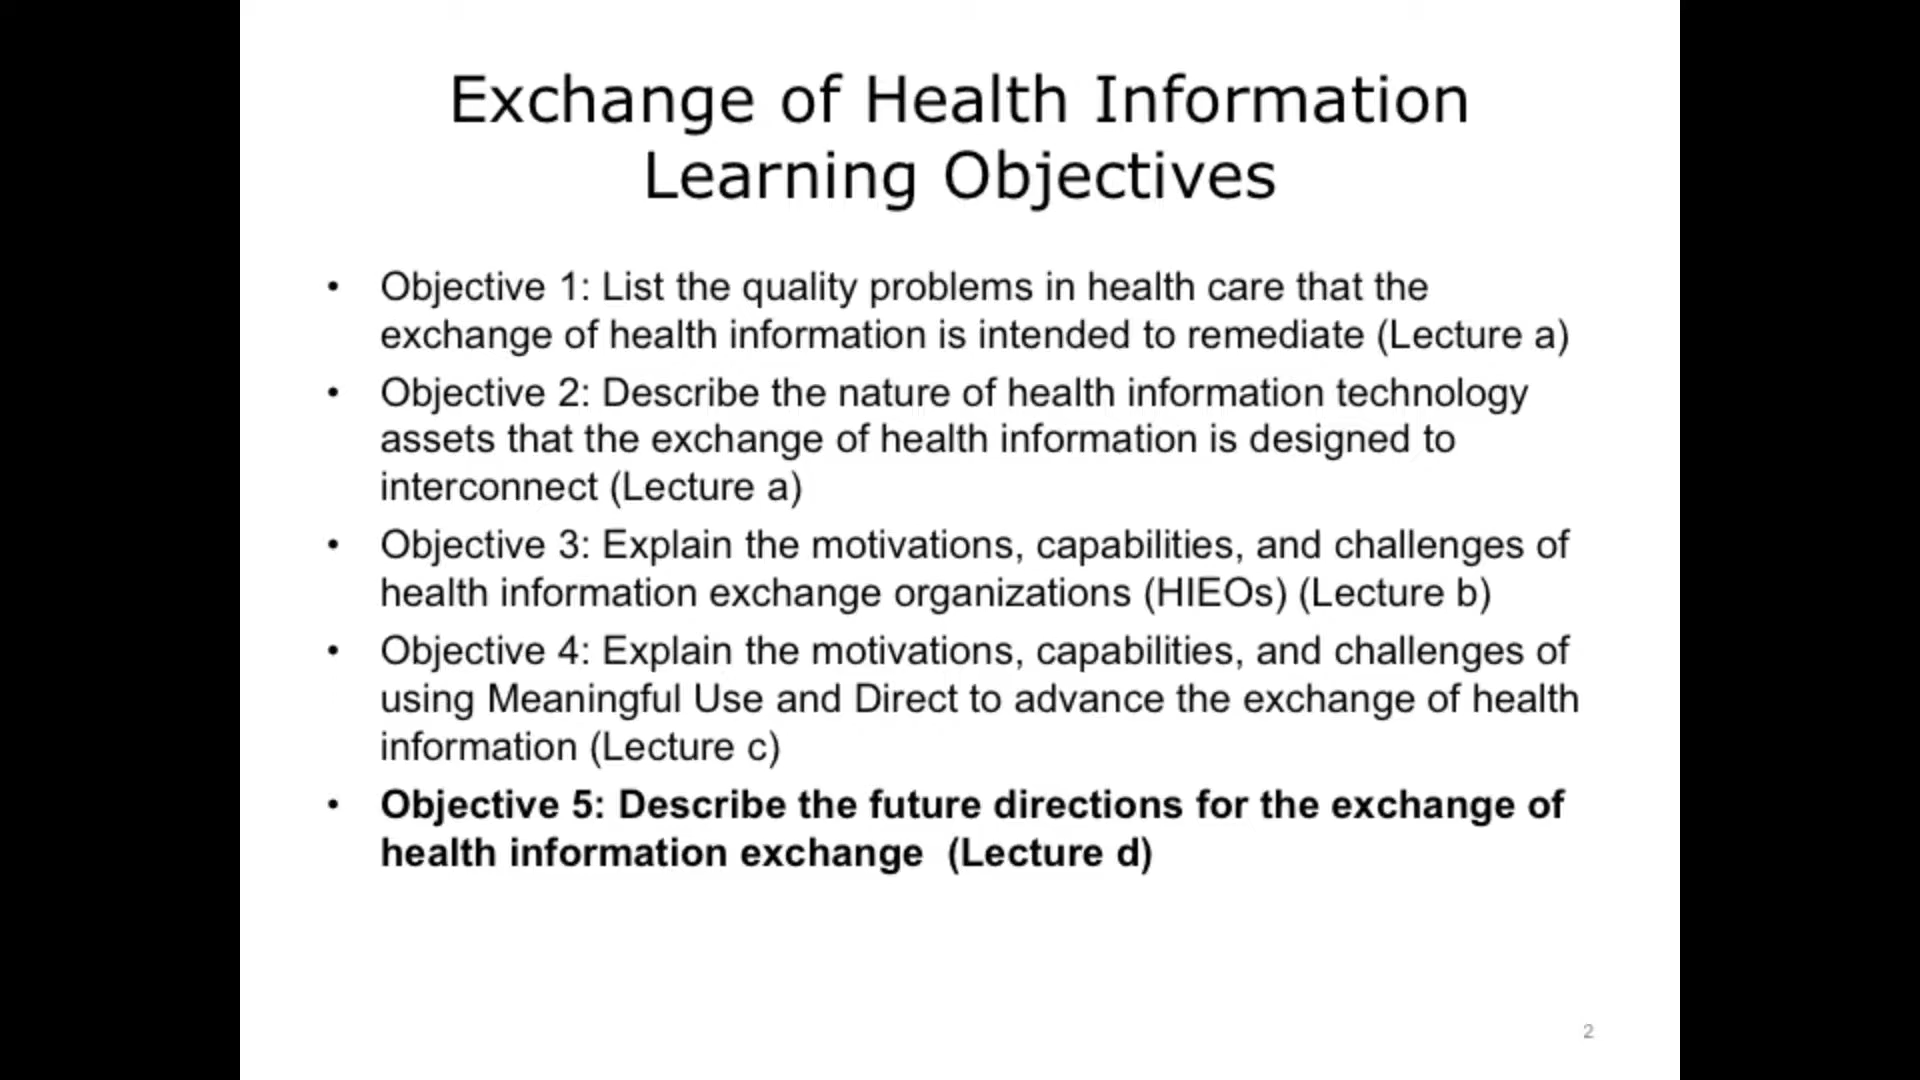 Exchange of Health Information
Learning Objectives
• Objective 1: List the quality problems in health care that the
exchange of health information is intended to remediate (Lecture a)
• Objective 2: Describe the nature of health information technology
assets that the exchange of health information is designed to
interconnect (Lecture a)
• Objective 3: Explain the motivations, capabilities, and challenges of
health information exchange organizations (HIEOs) (Lecture b)
• Objective 4: Explain the motivations, capabilities, and challenges of
using Meaningful Use and Direct to advance the exchange of health
information (Lecture c)
• Objective 5: Describe the future directions for the exchange of
health information exchange  (Lecture d)
2